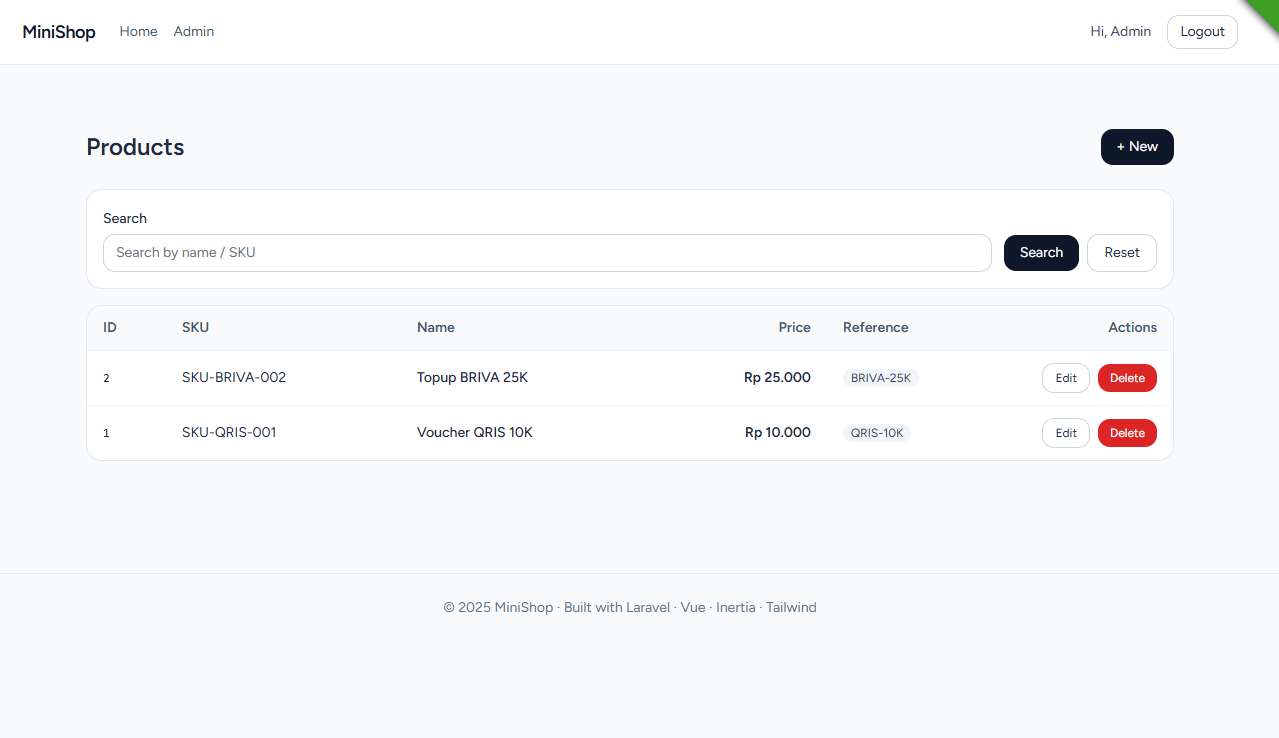 MiniShop Home Admin Hi, Admin Logout
Products + New
Search
Search by name / SKU Search Reset
ID SKU Name Price Reference Actions
2 SKU-BRIVA-002 Topup BRIVA 25K Rp 25.000 BRIVA-25K Edit Delete
1 SKU-QRIS-001 Voucher QRIS 10K Rp 10.000 QRIS-10K Edit Delete
© 2025 MiniShop · Built with Laravel · Vue · Inertia · Tailwind